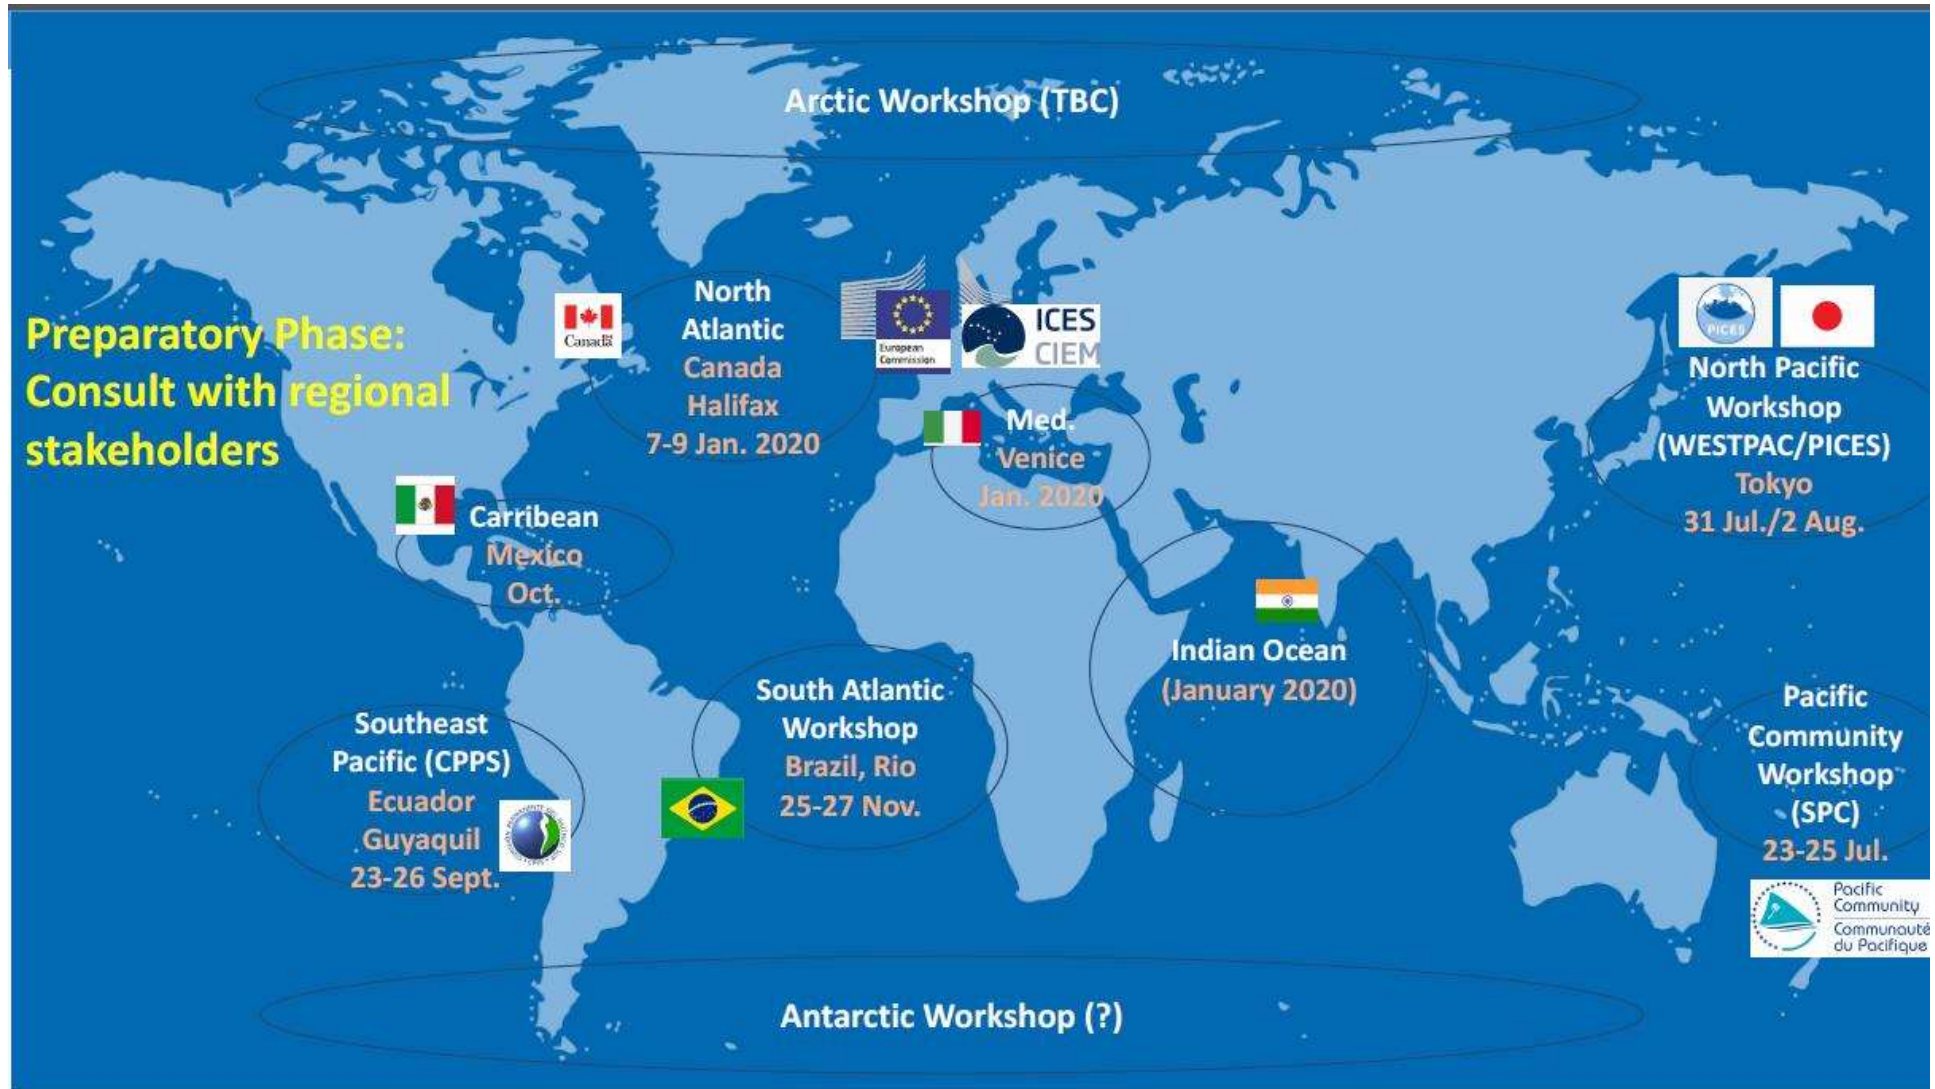 Arctic Workshop (TBC)
Preparatory Phase:
Consult with regional
stakeholders
Canada
North
Atlantic
Canada
Halifax
7-9 Jan. 2020
European
Commission
ICES
CIEM
Med.
Venice
Jan. 2020
PICES
North Pacific
Workshop
(WESTPAC/PICES)
Tokyo
31 Jul./2 Aug.
Carribean
Mexico
Oct.
Indian Ocean
(January 2020)
Southeast
Pacific (CPPS)
Ecuador
Guyaquil
23-26 Sept.
South Atlantic
Workshop
Brazil, Rio
25-27 Nov.
Pacific
Community
Workshop
(SPC)
23-25 Jul.
Pacific
Community
Communauté
du Pacifique
Antarctic Workshop (?)